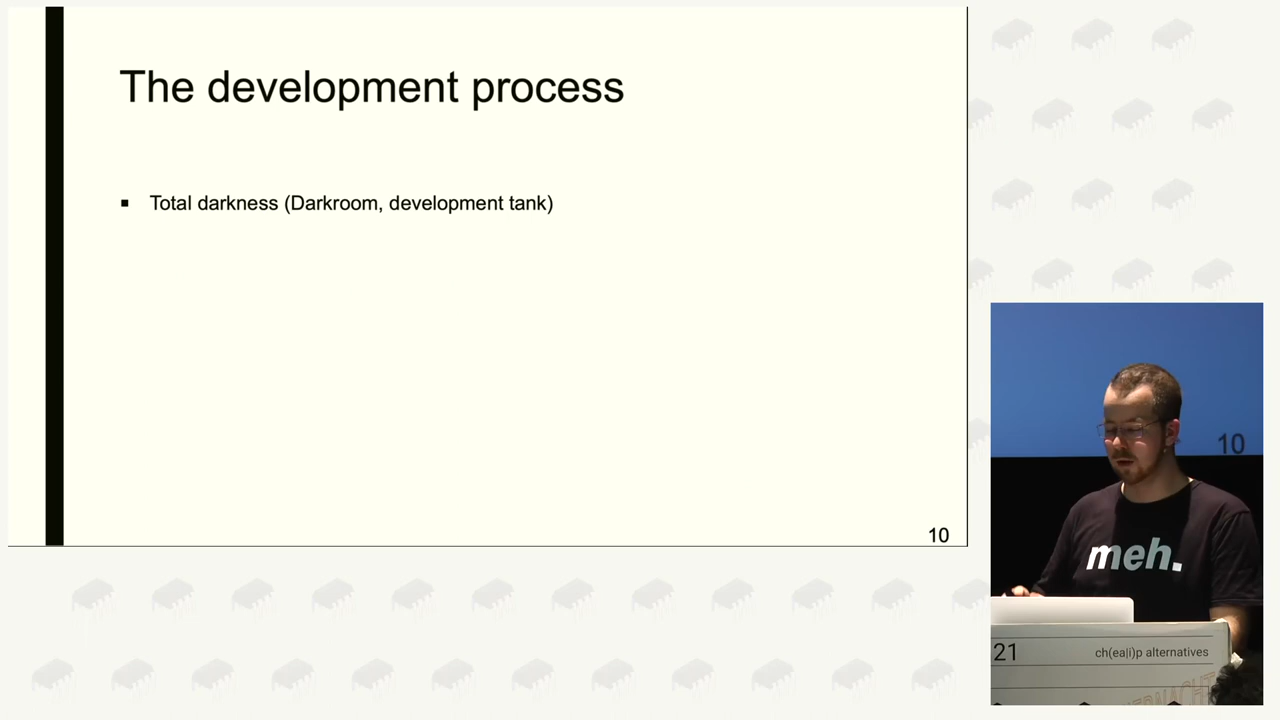 The development process
▪ Total darkness (Darkroom, development tank)
10
10
meh.
21
ch(ea|i)p alternatives